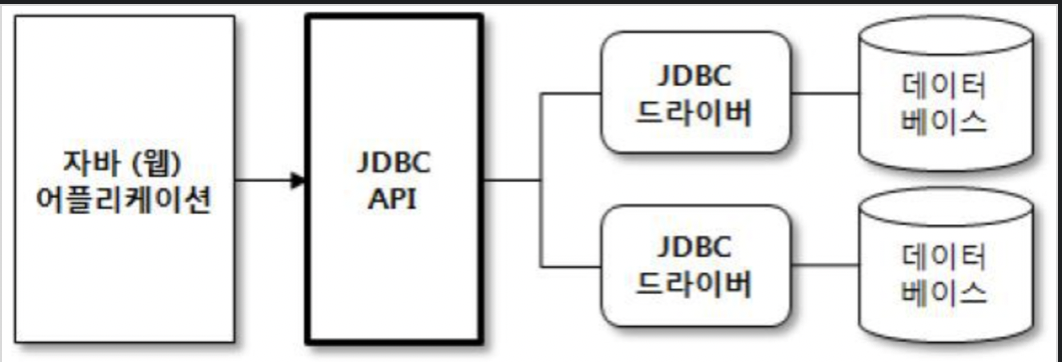 자바 (웹)
어플리케이션
JDBC
API
JDBC
드라이버
데이터
베이스
JDBC
드라이버
데이터
베이스